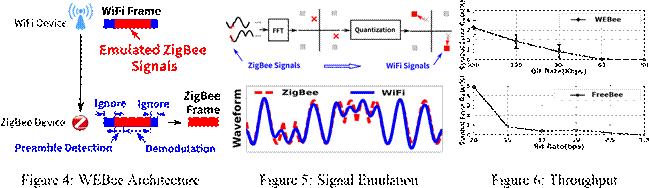 WiFi Device
WiFi Frame
Emulated ZigBee
Signals
Ignore
Ignore
ZigBee
Frame
ZigBee Device
Preamble Detection
Demodulation
Figure 4: WEBee Architecture
FFT
Quantization
ZigBee Signals
WiFi Signals
Waveform
ZigBee
WiFi
Figure 5: Signal Emulation
WEBee
FreeBee
Figure 6: Throughput